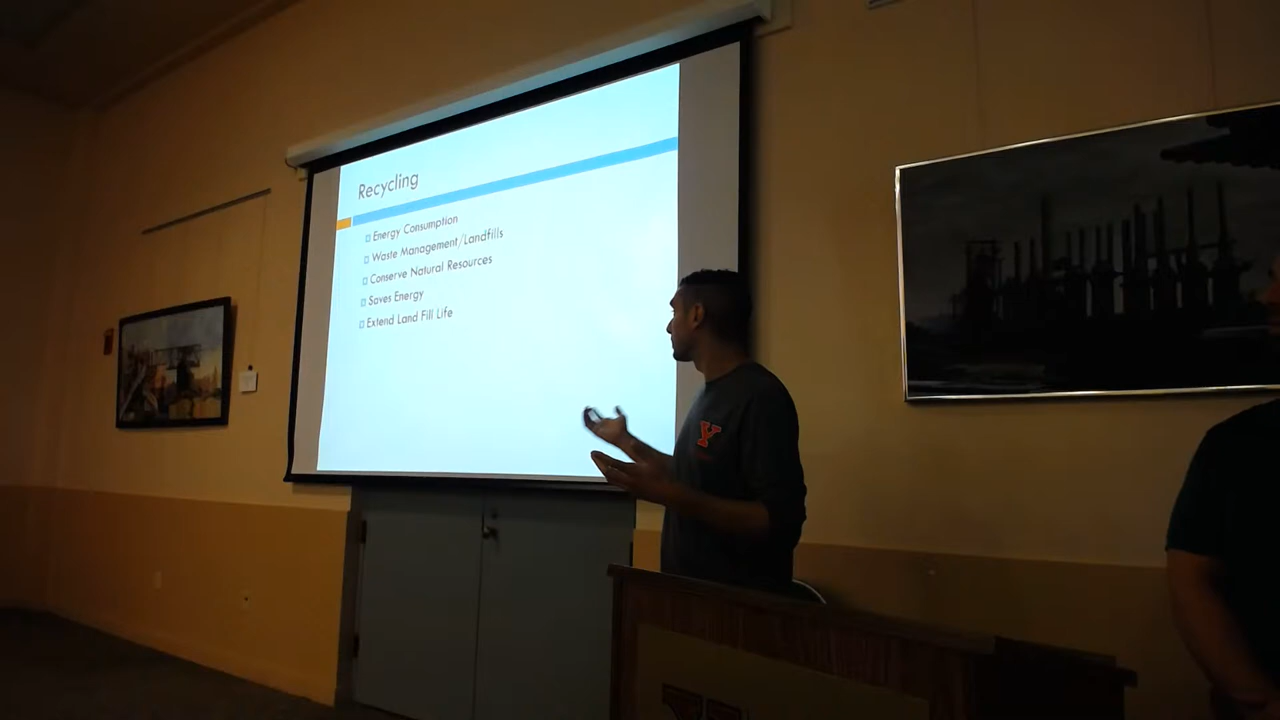 Recycling
Energy Consumption
Waste Management/Landfills
Conserve Natural Resources
Saves Energy
Extend Land Fill Life
Y